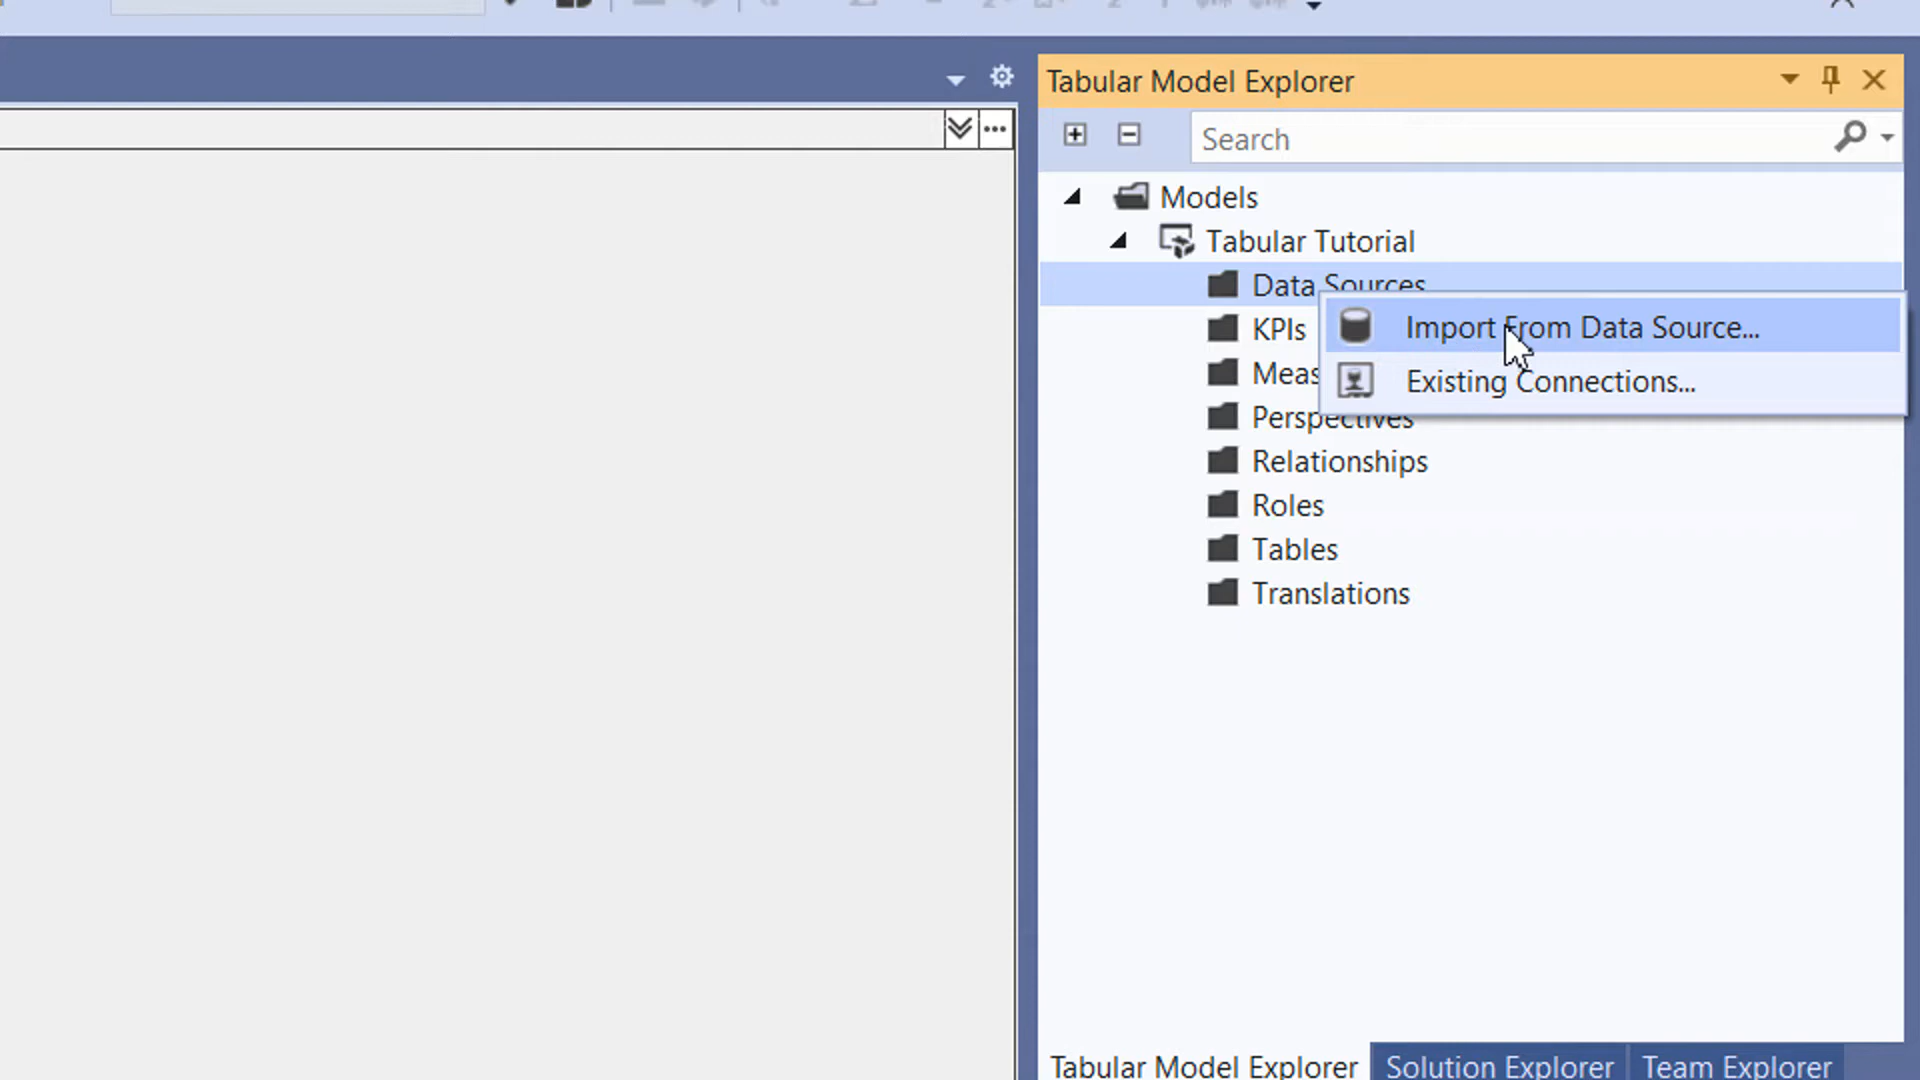 Tabular Model Explorer
Search
Models
Tabular Tutorial
Data Sources
Import From Data Source...
KPIs
Existing Connections...
Meas
Perspectives
Relationships
Roles
Tables
Translations
Tabular Model Explorer
Solution Explorer
Team Explorer